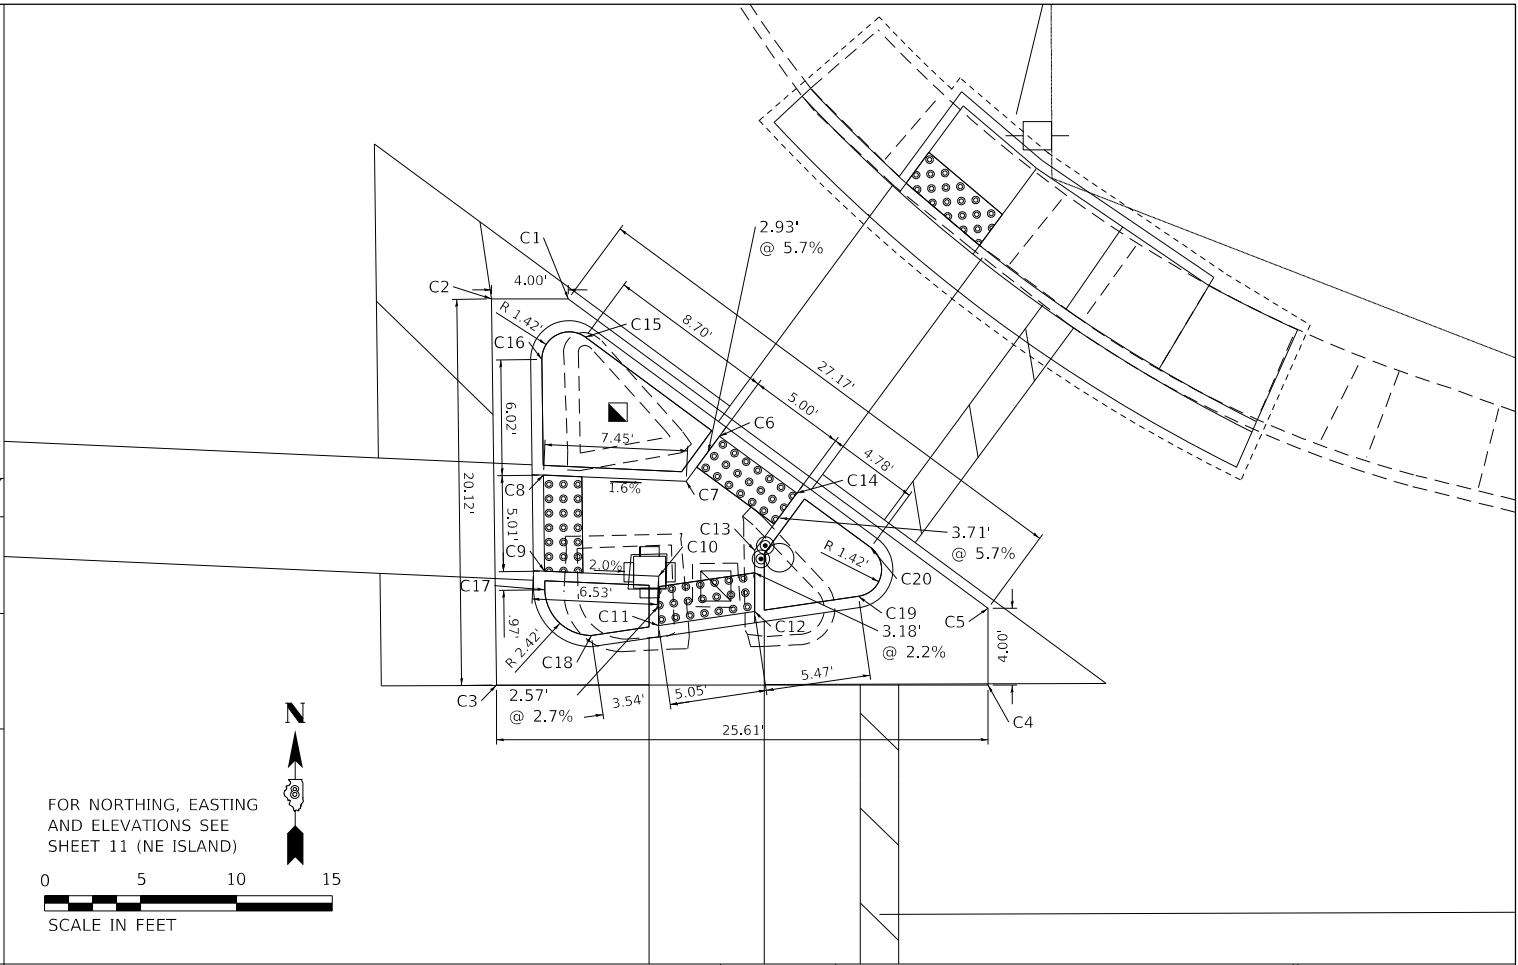 2.93'
@ 5.7%
C1
4.00'
C2
R 1.42'
C15
C16
8.70'
27.17'
5.00'
4.78'
6.02'
7.45'
C6
C14
C7
1.6%
C8
20.12'
5.01'
C13
3.71'
@ 5.7%
C9
C10
2.0%
R 1.42'
C20
C17
6.53'
C11
C12
C19
C5
3.18'
@ 2.2%
.97'
R 2.42'
C18
4.00'
C3
2.57'
@ 2.7%
3.54'
5.05'
5.47'
C4
25.61'
N
FOR NORTHING, EASTING
AND ELEVATIONS SEE
SHEET 11 (NE ISLAND)
0 5 10 15
SCALE IN FEET